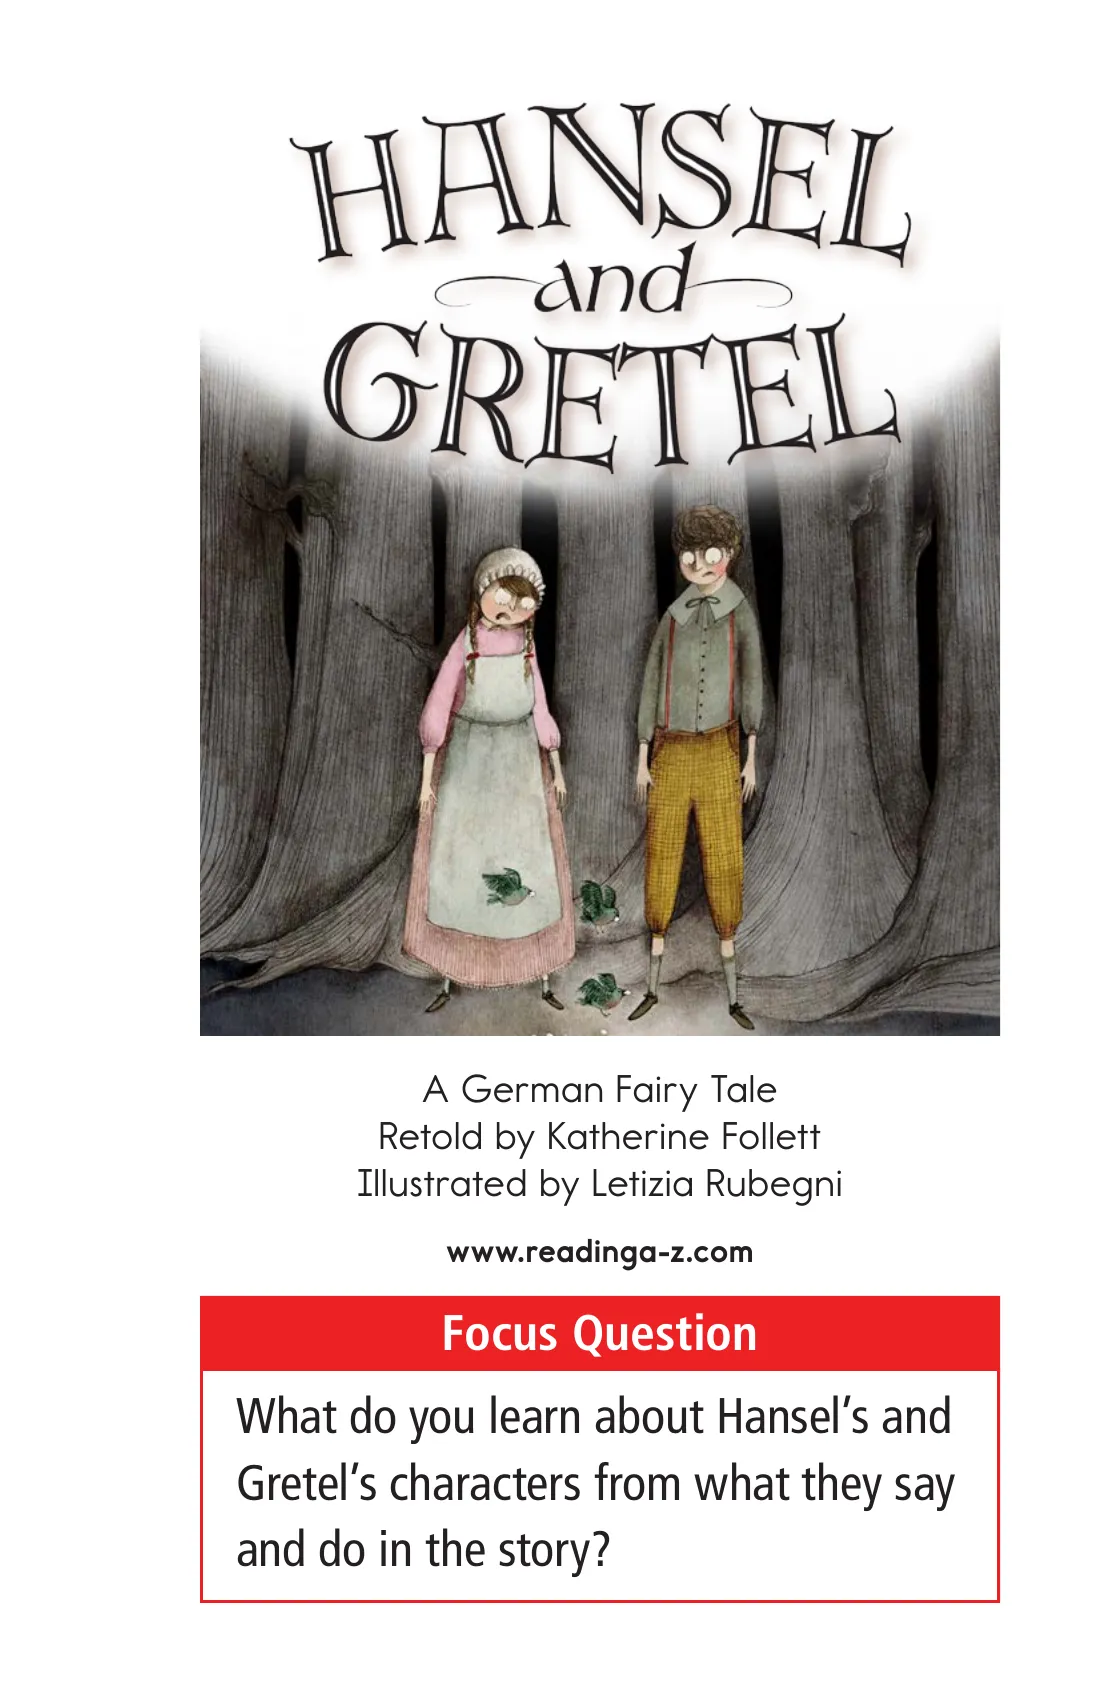 HANSEL
and
GRETEL
A German Fairy Tale
Retold by Katherine Follett
Illustrated by Letizia Rubegni
www.readinga-z.com
Focus Question
What do you learn about Hansel’s and
Gretel’s characters from what they say
and do in the story?